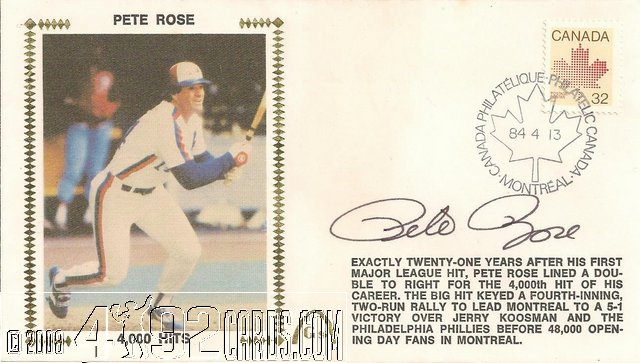 PETE ROSE
CANADA
32
CANADA PHILATÉLIQUE · PHILATELIC CANADA
84 4 13
MONTRÉAL
Pete Rose
EXACTLY TWENTY-ONE YEARS AFTER HIS FIRST
MAJOR LEAGUE HIT, PETE ROSE LINED A DOU-
BLE TO RIGHT FOR THE 4,000th HIT OF HIS
CAREER. THE BIG HIT KEYED A FOURTH-INNING,
TWO-RUN RALLY TO LEAD MONTREAL TO A 5-1
VICTORY OVER JERRY KOOSMAN AND THE
PHILADELPHIA PHILLIES BEFORE 48,000 OPEN-
ING DAY FANS IN MONTREAL.
4,000 HITS
4192CARDS.COM